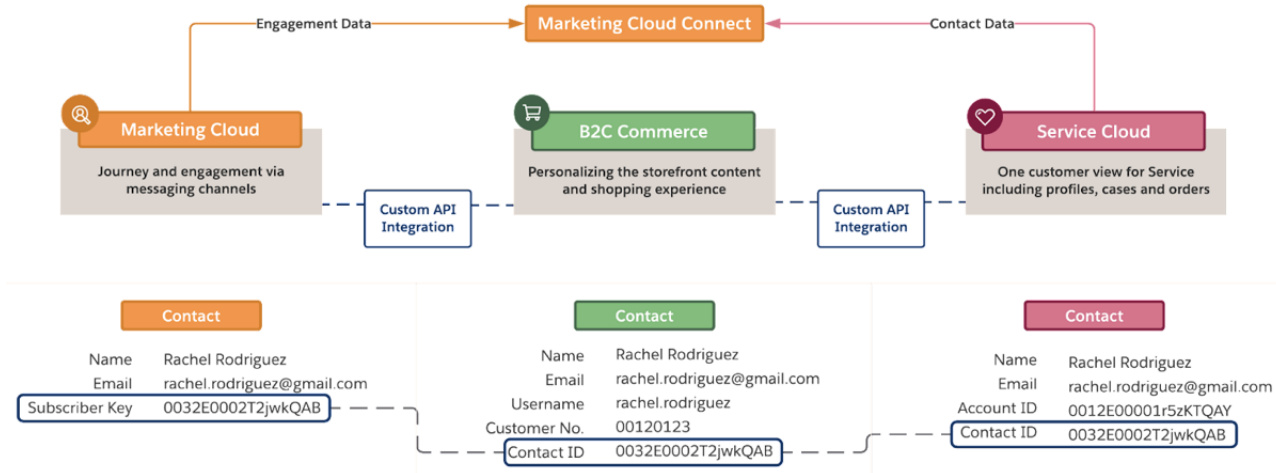 Engagement Data
Marketing Cloud Connect
Contact Data
Marketing Cloud
Journey and engagement via
messaging channels
Custom API
Integration
B2C Commerce
Personalizing the storefront content
and shopping experience
Custom API
Integration
Service Cloud
One customer view for Service
including profiles, cases and orders
Contact
Name Rachel Rodriguez
Email rachel.rodriguez@gmail.com
Subscriber Key 0032E0002T2jwkQAB
Contact
Name Rachel Rodriguez
Email rachel.rodriguez@gmail.com
Username rachel.rodriguez
Customer No. 00120123
Contact ID 0032E0002T2jwkQAB
Contact
Name Rachel Rodriguez
Email rachel.rodriguez@gmail.com
Account ID 0012E00001r5zKTQAY
Contact ID 0032E0002T2jwkQAB